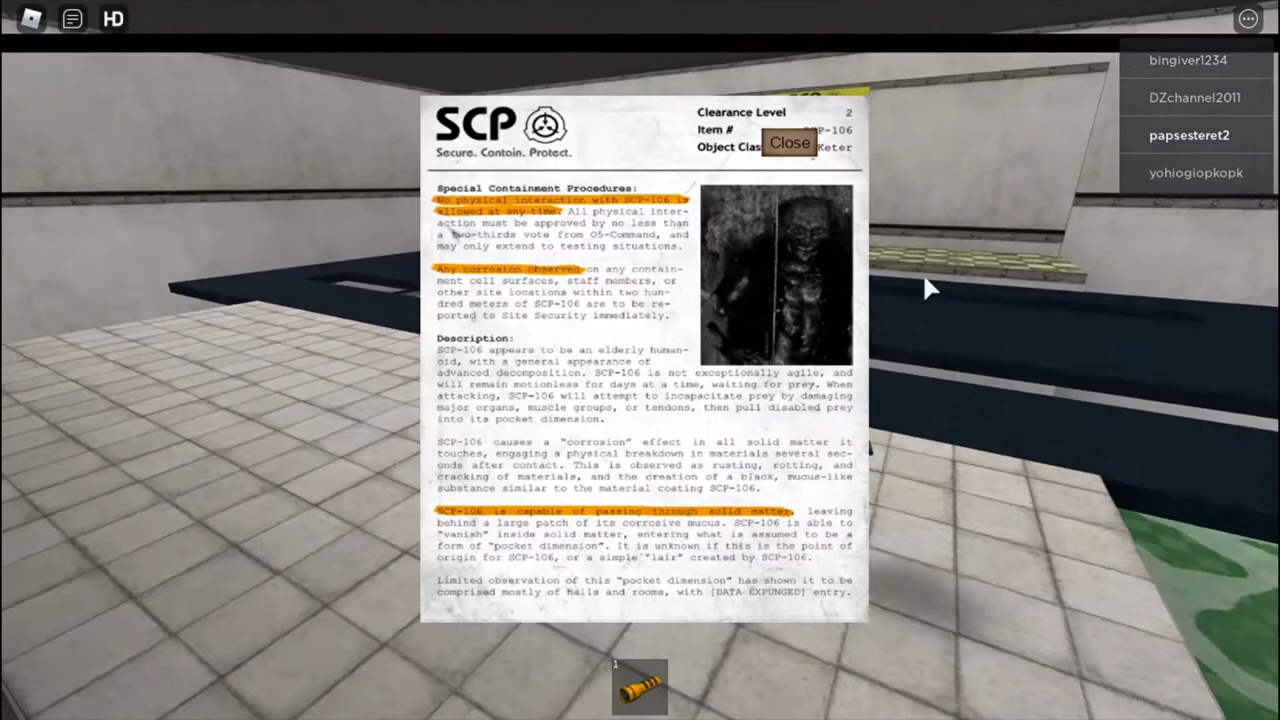 HD
bingiver1234
DZchannel2011
papsesteret2
yohiogiopkopk
SCP
Secure. Contain. Protect.
Clearance Level 2
Item # P-106
Object Clas Keter
Close
Special Containment Procedures:
No physical interaction with SCP-106 is
allowed at any time. All physical inter-
action must be approved by no less than
a two-thirds vote from O5-Command, and
may only extend to testing situations.
Any corrosion observed on any contain-
ment cell surfaces, staff members, or
other site locations within two hun-
dred meters of SCP-106 are to be re-
ported to Site Security immediately.
Description:
SCP-106 appears to be an elderly human-
oid, with a general appearance of
advanced decomposition. SCP-106 is not exceptionally agile, and
will remain motionless for days at a time, waiting for prey. When
attacking, SCP-106 will attempt to incapacitate prey by damaging
major organs, muscle groups, or tendons, then pull disabled prey
into its pocket dimension.
SCP-106 causes a "corrosion" effect in all solid matter it
touches, engaging a physical breakdown in materials several sec-
onds after contact. This is observed as rusting, rotting, and
cracking of materials, and the creation of a black, mucus-like
substance similar to the material coating SCP-106.
SCP-106 is capable of passing through solid matter, leaving
behind a large patch of its corrosive mucus. SCP-106 is able to
"vanish" inside solid matter, entering what is assumed to be a
form of "pocket dimension". It is unknown if this is the point of
origin for SCP-106, or a simple "lair" created by SCP-106.
Limited observation of this "pocket dimension" has shown it to be
comprised mostly of halls and rooms, with [DATA EXPUNGED] entry.
1